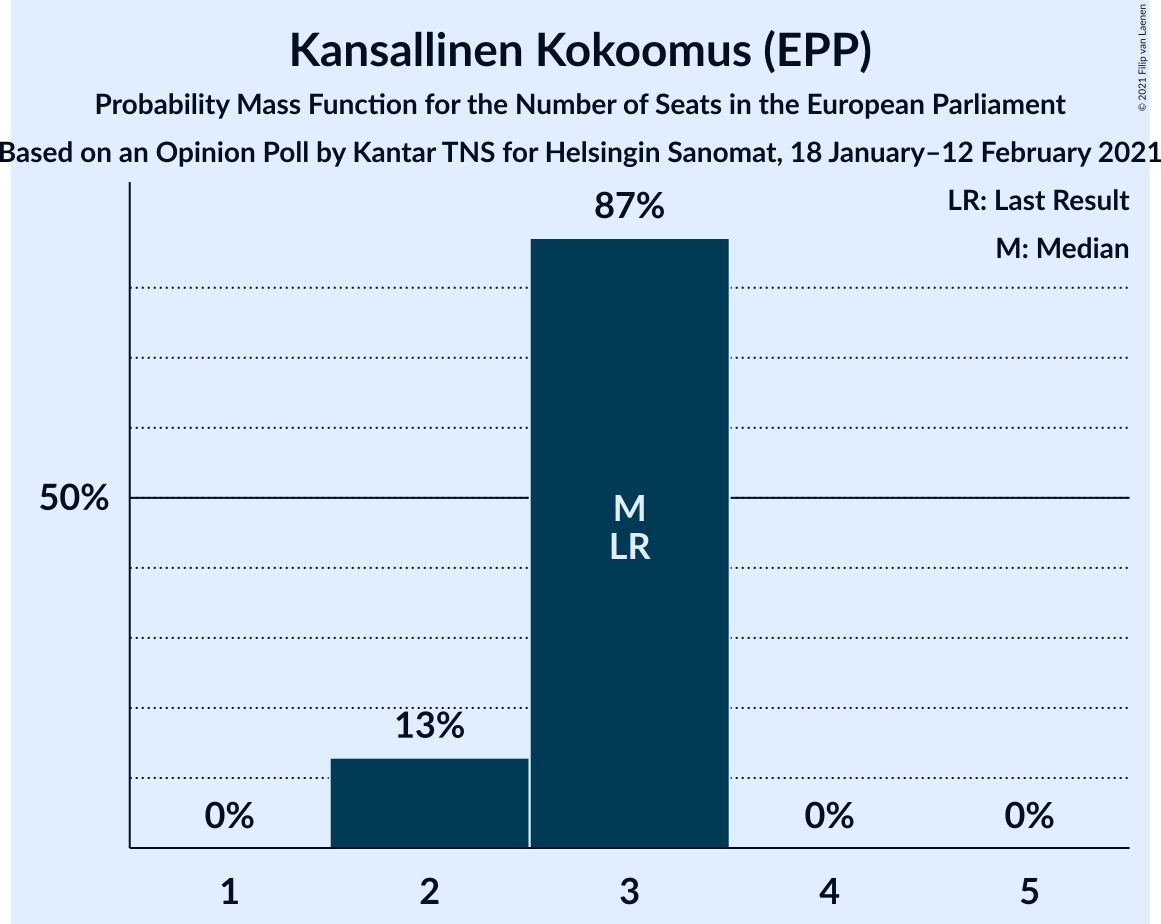 Kansallinen Kokoomus (EPP)
Probability Mass Function for the Number of Seats in the European Parliament
Based on an Opinion Poll by Kantar TNS for Helsingin Sanomat, 18 January–12 February 2021
© 2021 Filip van Laenen
LR: Last Result
M: Median
87%
50%
M
LR
13%
0%
0%
0%
1
2
3
4
5